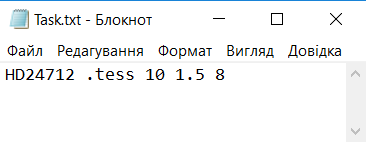 Task.txt - Блокнот
Файл Редагування Формат Вигляд Довідка
HD24712 .tess 10 1.5 8